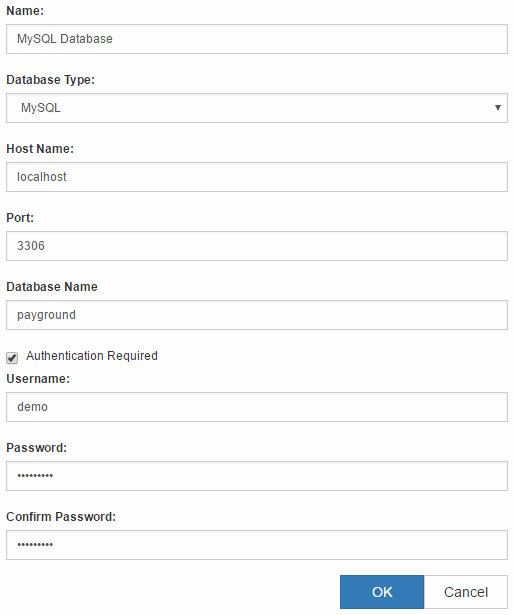 Name:
MySQL Database
Database Type:
MySQL
Host Name:
localhost
Port:
3306
Database Name
payground
Authentication Required
Username:
demo
Password:
•••••••••
Confirm Password:
•••••••••
OK Cancel